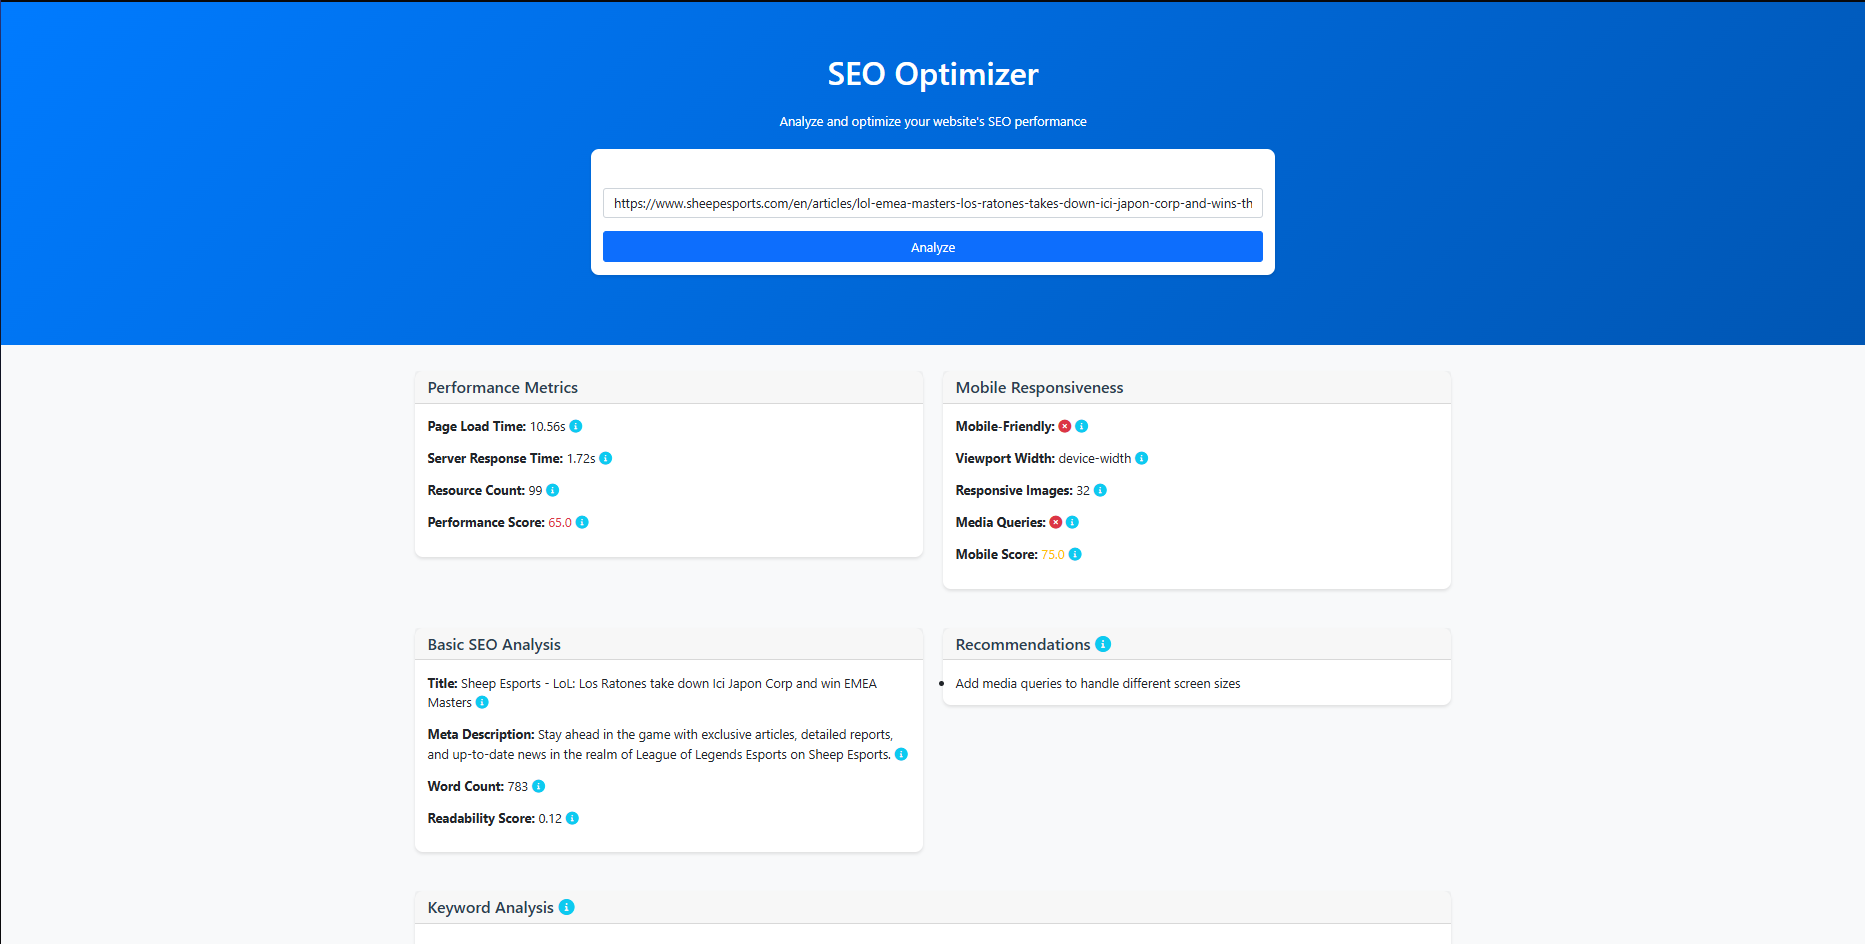 SEO Optimizer
Analyze and optimize your website's SEO performance
https://www.sheepesports.com/en/articles/lol-emea-masters-los-ratones-takes-down-ici-japon-corp-and-wins-th
Analyze
Performance Metrics
Page Load Time: 10.56s
Server Response Time: 1.72s
Resource Count: 99
Performance Score: 65.0
Mobile Responsiveness
Mobile-Friendly:
Viewport Width: device-width
Responsive Images: 32
Media Queries:
Mobile Score: 75.0
Basic SEO Analysis
Title: Sheep Esports - LoL: Los Ratones take down Ici Japon Corp and win EMEA
Masters
Meta Description: Stay ahead in the game with exclusive articles, detailed reports,
and up-to-date news in the realm of League of Legends Esports on Sheep Esports.
Word Count: 783
Readability Score: 0.12
Recommendations
Add media queries to handle different screen sizes
Keyword Analysis